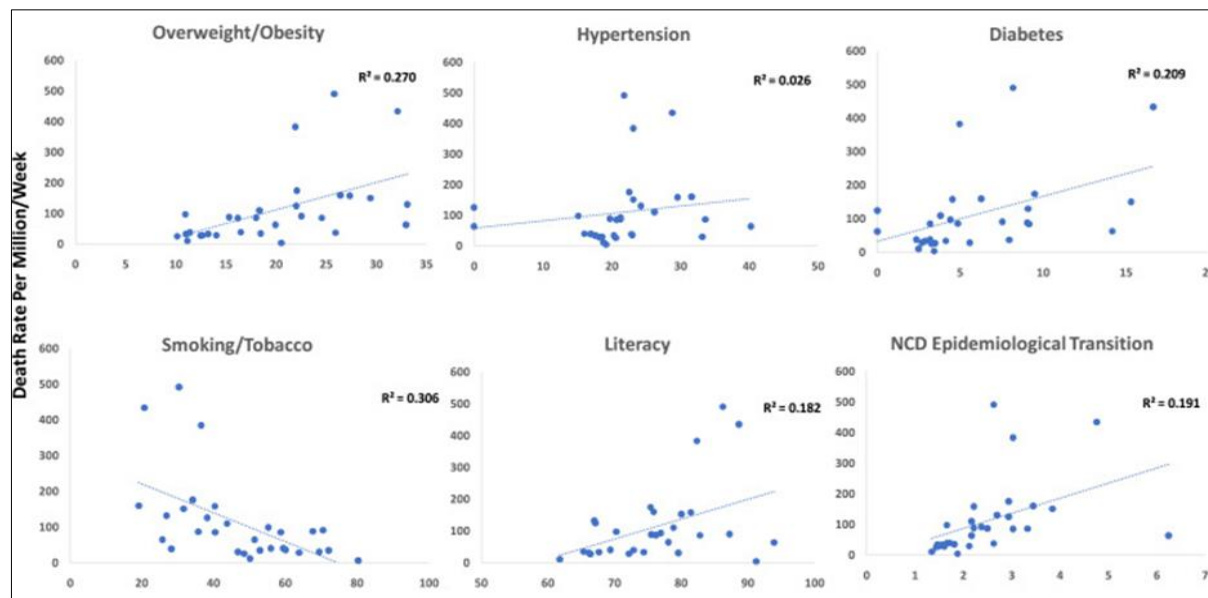 Death Rate Per Million/Week
Overweight/Obesity
R² = 0.270
600
500
400
300
200
100
0
0 5 10 15 20 25 30 35
Hypertension
R² = 0.026
600
500
400
300
200
100
0
0 10 20 30 40 50
Diabetes
R² = 0.209
600
500
400
300
200
100
0
0 5 10 15 20
Smoking/Tobacco
R² = 0.306
600
500
400
300
200
100
0
0 20 40 60 80 100
Literacy
R² = 0.182
600
500
400
300
200
100
0
50 60 70 80 90 100
NCD Epidemiological Transition
R² = 0.191
600
500
400
300
200
100
0
0 1 2 3 4 5 6 7